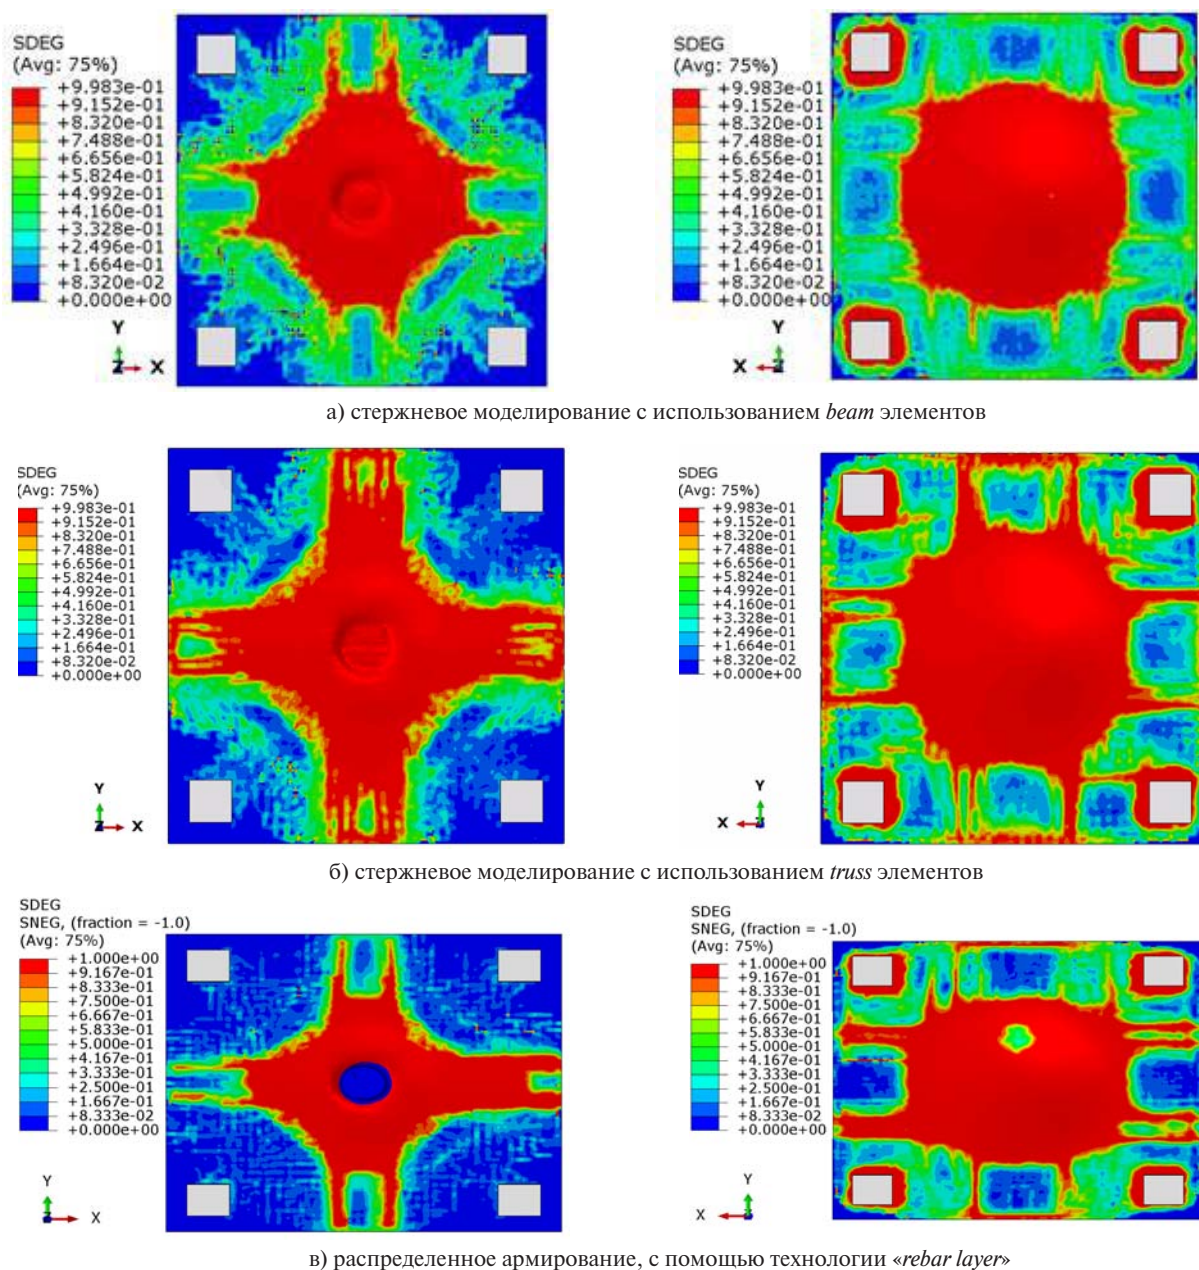 SDEG
(Avg: 75%)
+9.983e-01
+9.152e-01
+8.320e-01
+7.488e-01
+6.656e-01
+5.824e-01
+4.992e-01
+4.160e-01
+3.328e-01
+2.496e-01
+1.664e-01
+8.320e-02
+0.000e+00
Y
Z X
SDEG
(Avg: 75%)
+9.983e-01
+9.152e-01
+8.320e-01
+7.488e-01
+6.656e-01
+5.824e-01
+4.992e-01
+4.160e-01
+3.328e-01
+2.496e-01
+1.664e-01
+8.320e-02
+0.000e+00
Y
X Z
а) стержневое моделирование с использованием beam элементов
SDEG
(Avg: 75%)
+9.983e-01
+9.152e-01
+8.320e-01
+7.488e-01
+6.656e-01
+5.824e-01
+4.992e-01
+4.160e-01
+3.328e-01
+2.496e-01
+1.664e-01
+8.320e-02
+0.000e+00
Y
Z X
SDEG
(Avg: 75%)
+9.983e-01
+9.152e-01
+8.320e-01
+7.488e-01
+6.656e-01
+5.824e-01
+4.992e-01
+4.160e-01
+3.328e-01
+2.496e-01
+1.664e-01
+8.320e-02
+0.000e+00
Y
X Z
б) стержневое моделирование с использованием truss элементов
SDEG
SNEG, (fraction = -1.0)
(Avg: 75%)
+1.000e+00
+9.167e-01
+8.333e-01
+7.500e-01
+6.667e-01
+5.833e-01
+5.000e-01
+4.167e-01
+3.333e-01
+2.500e-01
+1.667e-01
+8.333e-02
+0.000e+00
Y
Z X
SDEG
SNEG, (fraction = -1.0)
(Avg: 75%)
+1.000e+00
+9.167e-01
+8.333e-01
+7.500e-01
+6.667e-01
+5.833e-01
+5.000e-01
+4.167e-01
+3.333e-01
+2.500e-01
+1.667e-01
+8.333e-02
+0.000e+00
Y
X Z
в) распределенное армирование, с помощью технологии «rebar layer»